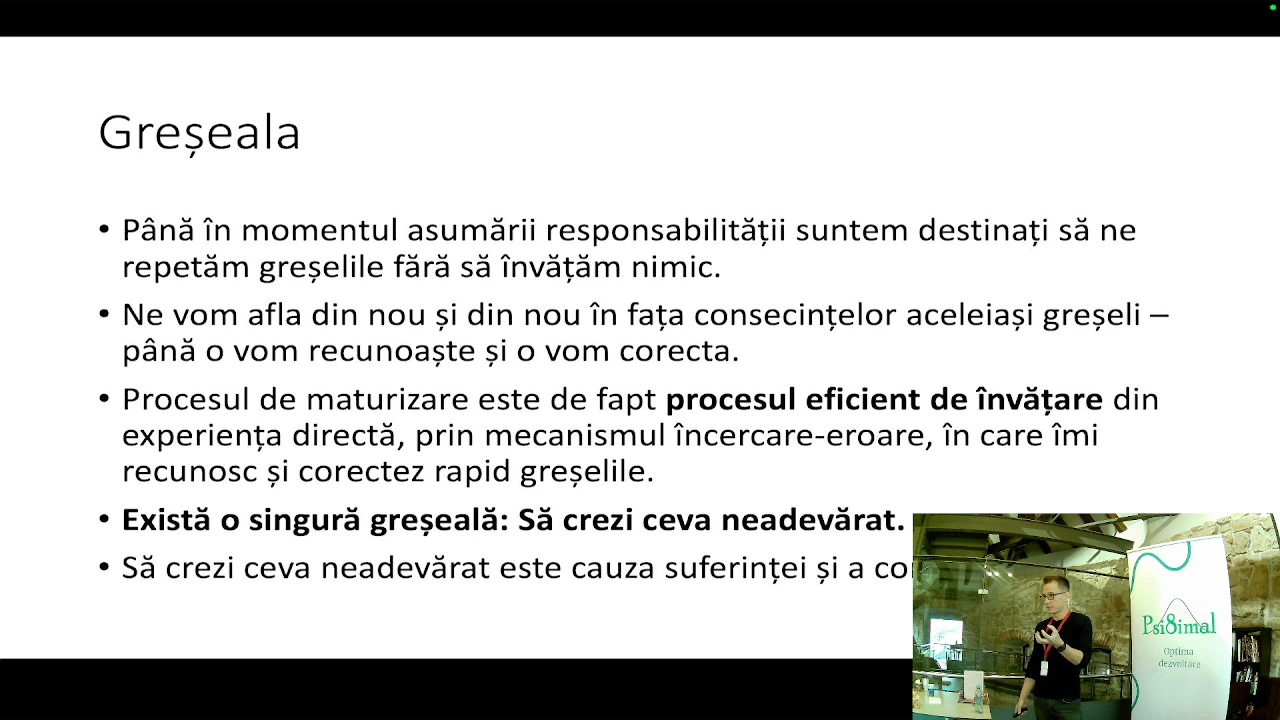 Greșeala
• Până în momentul asumării responsabilității suntem destinați să ne
repetăm greșelile fără să învățăm nimic.
• Ne vom afla din nou și din nou în fața consecințelor aceleiași greșeli –
până o vom recunoaște și o vom corecta.
• Procesul de maturizare este de fapt procesul eficient de învățare din
experiența directă, prin mecanismul încercare-eroare, în care îmi
recunosc și corectez rapid greșelile.
• Există o singură greșeală: Să crezi ceva neadevărat.
• Să crezi ceva neadevărat este cauza suferinței și a
Psi8imal
Optima
dezvoltare